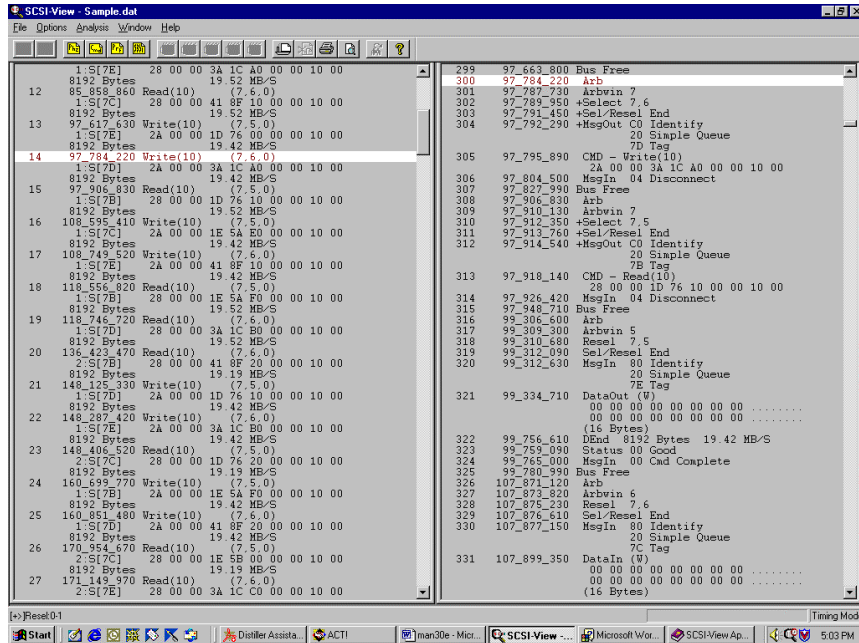 SCSI-View - Sample.dat
File Options Analysis Window Help
1:S[7E] 28 00 00 3A 1C A0 00 00 10 00
8192 Bytes 19.52 MB/S
12 85_858_860 Read(10) (7,6,0)
1:S[7C] 28 00 00 41 8F 10 00 00 10 00
8192 Bytes 19.52 MB/S
13 97_617_630 Write(10) (7,5,0)
1:S[7E] 2A 00 00 1D 76 00 00 00 10 00
8192 Bytes 19.42 MB/S
14 97_784_220 Write(10) (7,6,0)
1:S[7D] 2A 00 00 3A 1C A0 00 00 10 00
8192 Bytes 19.42 MB/S
15 97_906_830 Read(10) (7,5,0)
1:S[7B] 28 00 00 1D 76 10 00 00 10 00
8192 Bytes 19.52 MB/S
16 108_595_410 Write(10) (7,5,0)
1:S[7C] 2A 00 00 1E 5A E0 00 00 10 00
8192 Bytes 19.42 MB/S
17 108_749_520 Write(10) (7,6,0)
1:S[7E] 2A 00 00 41 8F 10 00 00 10 00
8192 Bytes 19.42 MB/S
18 118_556_820 Read(10) (7,5,0)
1:S[7B] 28 00 00 1E 5A F0 00 00 10 00
8192 Bytes 19.52 MB/S
19 118_746_720 Read(10) (7,6,0)
1:S[7D] 28 00 00 3A 1C B0 00 00 10 00
8192 Bytes 19.52 MB/S
20 136_423_470 Read(10) (7,6,0)
2:S[7B] 28 00 00 41 8F 20 00 00 10 00
8192 Bytes 19.19 MB/S
21 148_125_330 Write(10) (7,5,0)
1:S[7D] 2A 00 00 1D 76 10 00 00 10 00
8192 Bytes 19.42 MB/S
22 148_287_420 Write(10) (7,6,0)
1:S[7E] 2A 00 00 3A 1C B0 00 00 10 00
8192 Bytes 19.42 MB/S
23 148_406_520 Read(10) (7,5,0)
2:S[7C] 28 00 00 1D 76 20 00 00 10 00
8192 Bytes 19.19 MB/S
24 160_699_770 Write(10) (7,5,0)
1:S[7B] 2A 00 00 1E 5A F0 00 00 10 00
8192 Bytes 19.42 MB/S
25 160_851_480 Write(10) (7,6,0)
1:S[7D] 2A 00 00 41 8F 20 00 00 10 00
8192 Bytes 19.42 MB/S
26 170_954_670 Read(10) (7,5,0)
2:S[7C] 28 00 00 1E 5B 00 00 00 10 00
8192 Bytes 19.19 MB/S
27 171_149_970 Read(10) (7,6,0)
2:S[7E] 28 00 00 3A 1C C0 00 00 10 00
299 97_663_800 Bus Free
300 97_784_220 Arb
301 97_787_730 Arbwin 7
302 97_789_950 +Select 7,6
303 97_791_450 +Sel/Resel End
304 97_792_290 +MsgOut C0 Identify
20 Simple Queue
7D Tag
305 97_795_890 CMD - Write(10)
2A 00 00 3A 1C A0 00 00 10 00
306 97_804_500 MsgIn 04 Disconnect
307 97_827_990 Bus Free
308 97_906_830 Arb
309 97_910_130 Arbwin 7
310 97_912_350 +Select 7,5
311 97_913_760 +Sel/Resel End
312 97_914_540 +MsgOut C0 Identify
20 Simple Queue
7B Tag
313 97_918_140 CMD - Read(10)
28 00 00 1D 76 10 00 00 10 00
314 97_926_420 MsgIn 04 Disconnect
315 97_948_710 Bus Free
316 99_306_600 Arb
317 99_309_300 Arbwin 5
318 99_310_680 Resel 7,5
319 99_312_090 Sel/Resel End
320 99_312_630 MsgIn 80 Identify
20 Simple Queue
7E Tag
321 99_334_710 DataOut (W)
00 00 00 00 00 00 00 00 ........
00 00 00 00 00 00 00 00 ........
(16 Bytes)
322 99_756_610 DEnd 8192 Bytes 19.42 MB/S
323 99_759_090 Status 00 Good
324 99_765_000 MsgIn 00 Cmd Complete
325 99_780_990 Bus Free
326 107_871_120 Arb
327 107_873_820 Arbwin 6
328 107_875_230 Resel 7,6
329 107_876_610 Sel/Resel End
330 107_877_150 MsgIn 80 Identify
20 Simple Queue
7C Tag
331 107_899_350 DataIn (W)
00 00 00 00 00 00 00 00 ........
00 00 00 00 00 00 00 00 ........
(16 Bytes)
[+>]Resel:0-1
Timing Mod
Start
Distiller Assista...
ACT!
man30e - Micr...
SCSI-View -...
Microsoft Wor...
SCSI-View Ap...
5:03 PM